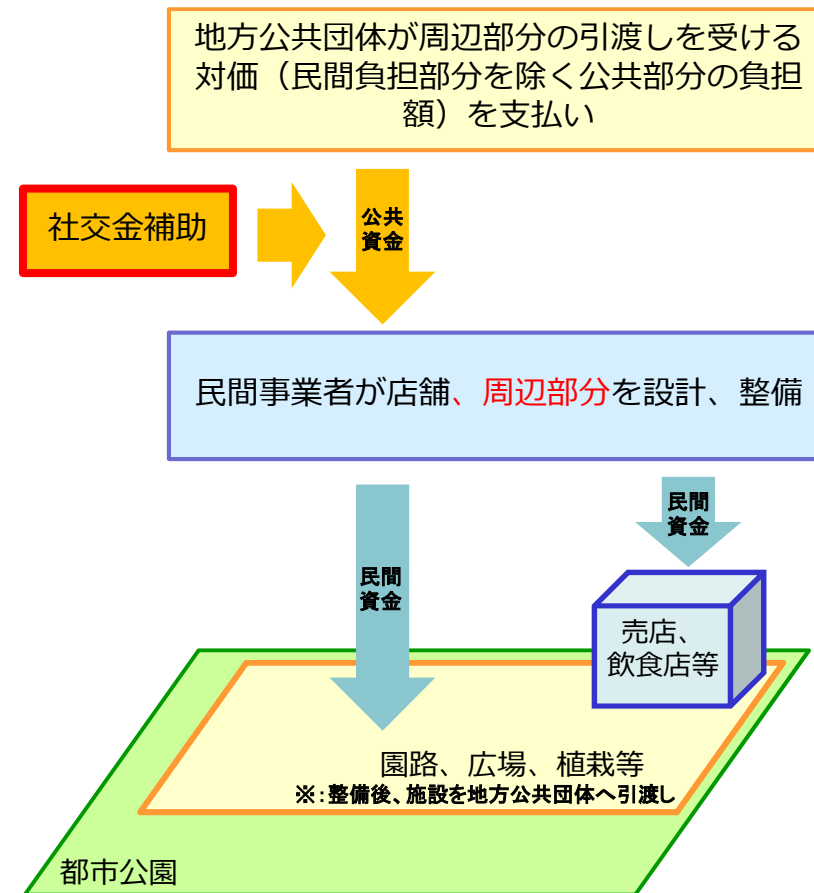 地方公共団体が周辺部分の引渡しを受ける
対価（民間負担部分を除く公共部分の負担
額）を支払い
社交金補助
公共
資金
民間事業者が店舗、周辺部分を設計、整備
民間
資金
民間
資金
売店、
飲食店等
園路、広場、植栽等
※：整備後、施設を地方公共団体へ引渡し
都市公園